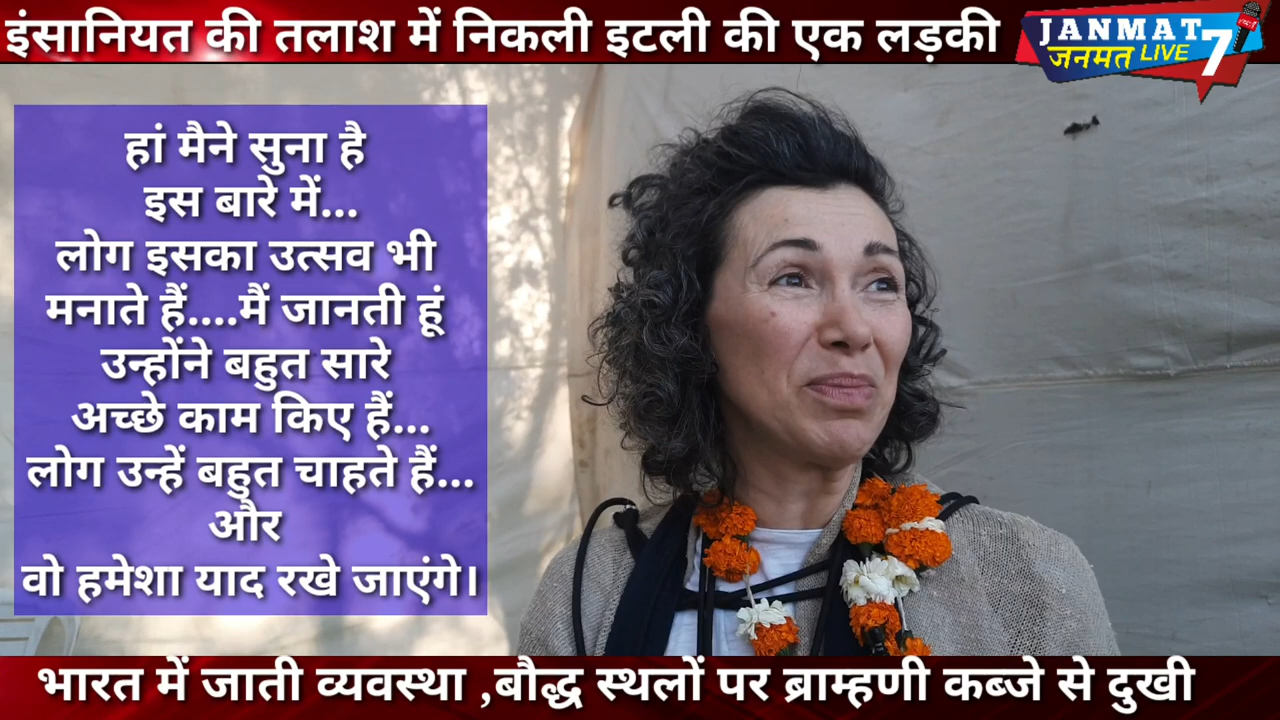 इंसानियत की तलाश में निकली इटली की एक लड़की
JANMAT
जनमत LIVE 7
हां मैने सुना है
इस बारे में...
लोग इसका उत्सव भी
मनाते हैं....मैं जानती हूं
उन्होंने बहुत सारे
अच्छे काम किए हैं...
लोग उन्हें बहुत चाहते हैं...
और
वो हमेशा याद रखे जाएंगे।
भारत में जाती व्यवस्था ,बौद्ध स्थलों पर ब्राम्हणी कब्जे से दुखी